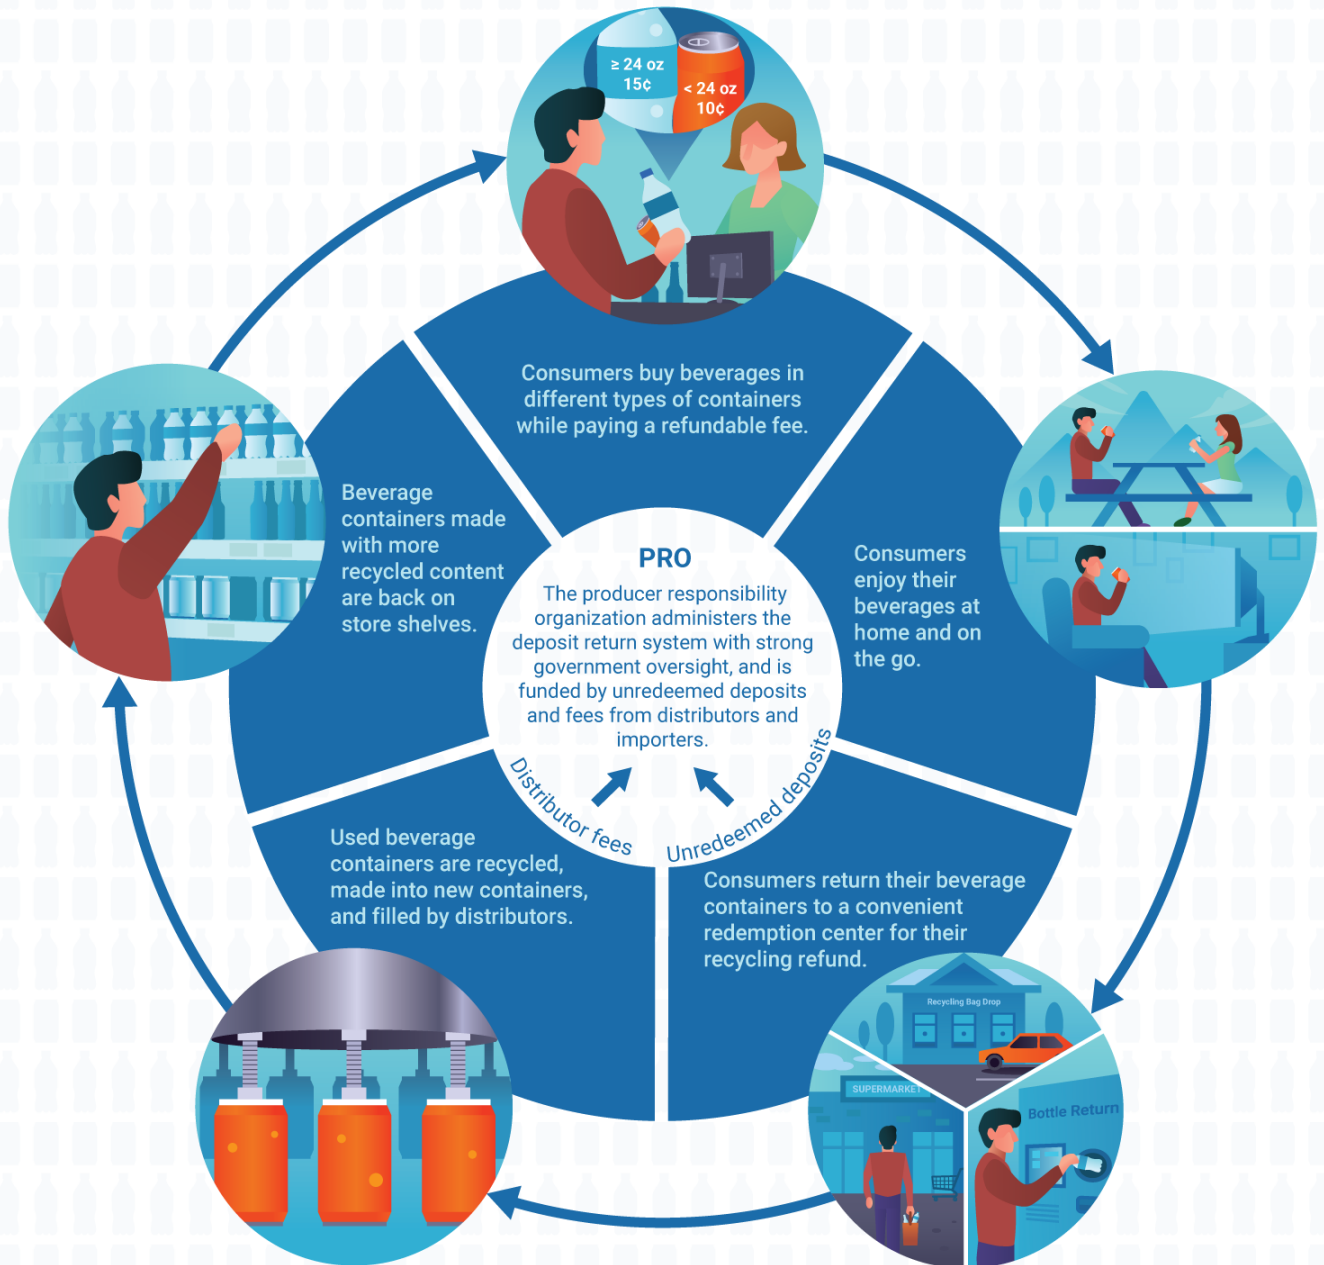 ≥ 24 oz
15¢
< 24 oz
10¢
Consumers buy beverages in
different types of containers
while paying a refundable fee.
Consumers
enjoy their
beverages at
home and on
the go.
Consumers return their beverage
containers to a convenient
redemption center for their
recycling refund.
Recycling Bag Drop
SUPERMARKET
Bottle Return
Used beverage
containers are recycled,
made into new containers,
and filled by distributors.
Beverage
containers made
with more
recycled content
are back on
store shelves.
PRO
The producer responsibility
organization administers the
deposit return system with strong
government oversight, and is
funded by unredeemed deposits
and fees from distributors and
importers.
Distributor fees
Unredeemed deposits